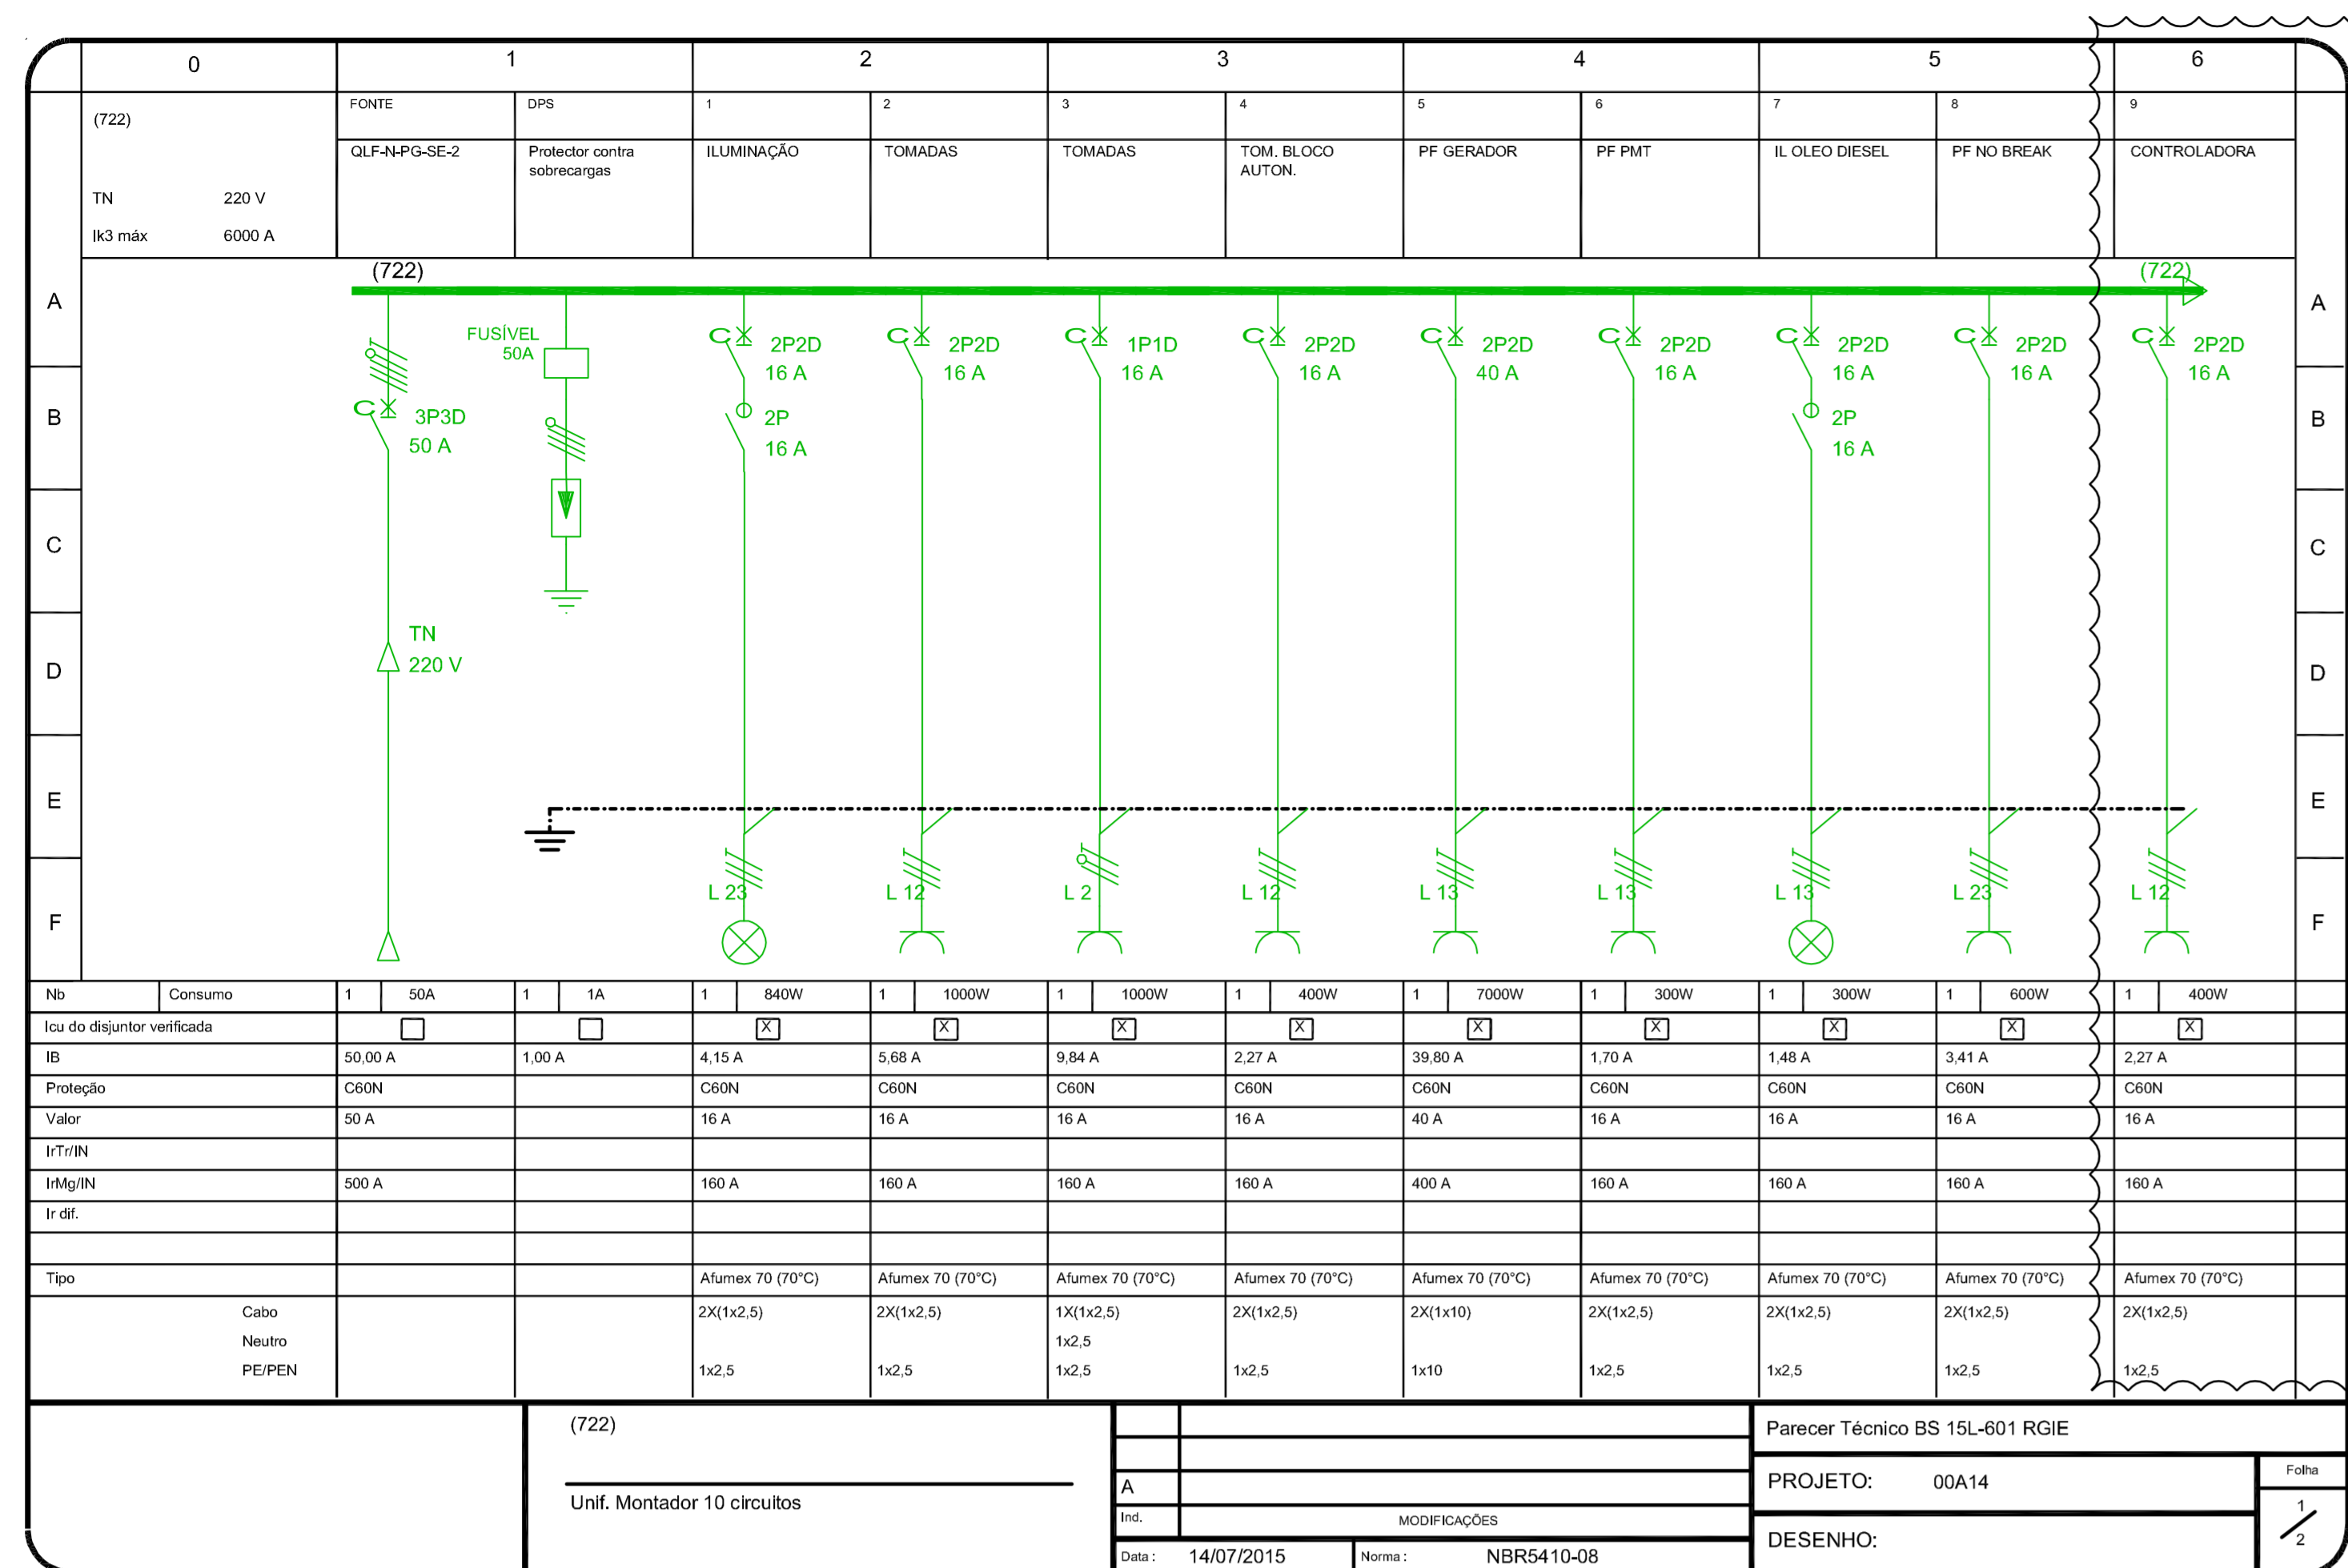 0 1 2 3 4 5 6
(722) FONTE DPS 1 2 3 4 5 6 7 8 9
QLF-N-PG-SE-2 Protector contra ILUMINAÇÃO TOMADAS TOMADAS TOM. BLOCO PF GERADOR PF PMT IL OLEO DIESEL PF NO BREAK CONTROLADORA
sobrecargas AUTON.
TN 220 V
Ik3 máx 6000 A
(722) (722)
A A
FUSÍVEL C 2P2D C 2P2D C 1P1D C 2P2D C 2P2D C 2P2D C 2P2D C 2P2D C 2P2D
50A 16 A 16 A 16 A 16 A 40 A 16 A 16 A 16 A 16 A
B C 3P3D 2P 2P B
50 A 16 A 16 A
C C
TN
D 220 V D
E E
L 23 L 12 L 2 L 12 L 13 L 13 L 13 L 23 L 12
F F
Nb Consumo 1 50A 1 1A 1 840W 1 1000W 1 1000W 1 400W 1 7000W 1 300W 1 300W 1 600W 1 400W
Icu do disjuntor verificada X X X X X X X X X
IB 50,00 A 1,00 A 4,15 A 5,68 A 9,84 A 2,27 A 39,80 A 1,70 A 1,48 A 3,41 A 2,27 A
Proteção C60N C60N C60N C60N C60N C60N C60N C60N C60N C60N
Valor 50 A 16 A 16 A 16 A 16 A 40 A 16 A 16 A 16 A 16 A
IrTr/IN
IrMg/IN 500 A 160 A 160 A 160 A 160 A 400 A 160 A 160 A 160 A 160 A
Ir dif.
Tipo Afumex 70 (70°C) Afumex 70 (70°C) Afumex 70 (70°C) Afumex 70 (70°C) Afumex 70 (70°C) Afumex 70 (70°C) Afumex 70 (70°C) Afumex 70 (70°C) Afumex 70 (70°C)
Cabo 2X(1x2,5) 2X(1x2,5) 1X(1x2,5) 2X(1x2,5) 2X(1x10) 2X(1x2,5) 2X(1x2,5) 2X(1x2,5) 2X(1x2,5)
Neutro 1x2,5
PE/PEN 1x2,5 1x2,5 1x2,5 1x2,5 1x10 1x2,5 1x2,5 1x2,5 1x2,5
(722)
Unif. Montador 10 circuitos
A
Ind. MODIFICAÇÕES
Data : 14/07/2015 Norma : NBR5410-08
Parecer Técnico BS 15L-601 RGIE
PROJETO: 00A14
DESENHO:
Folha
1
2